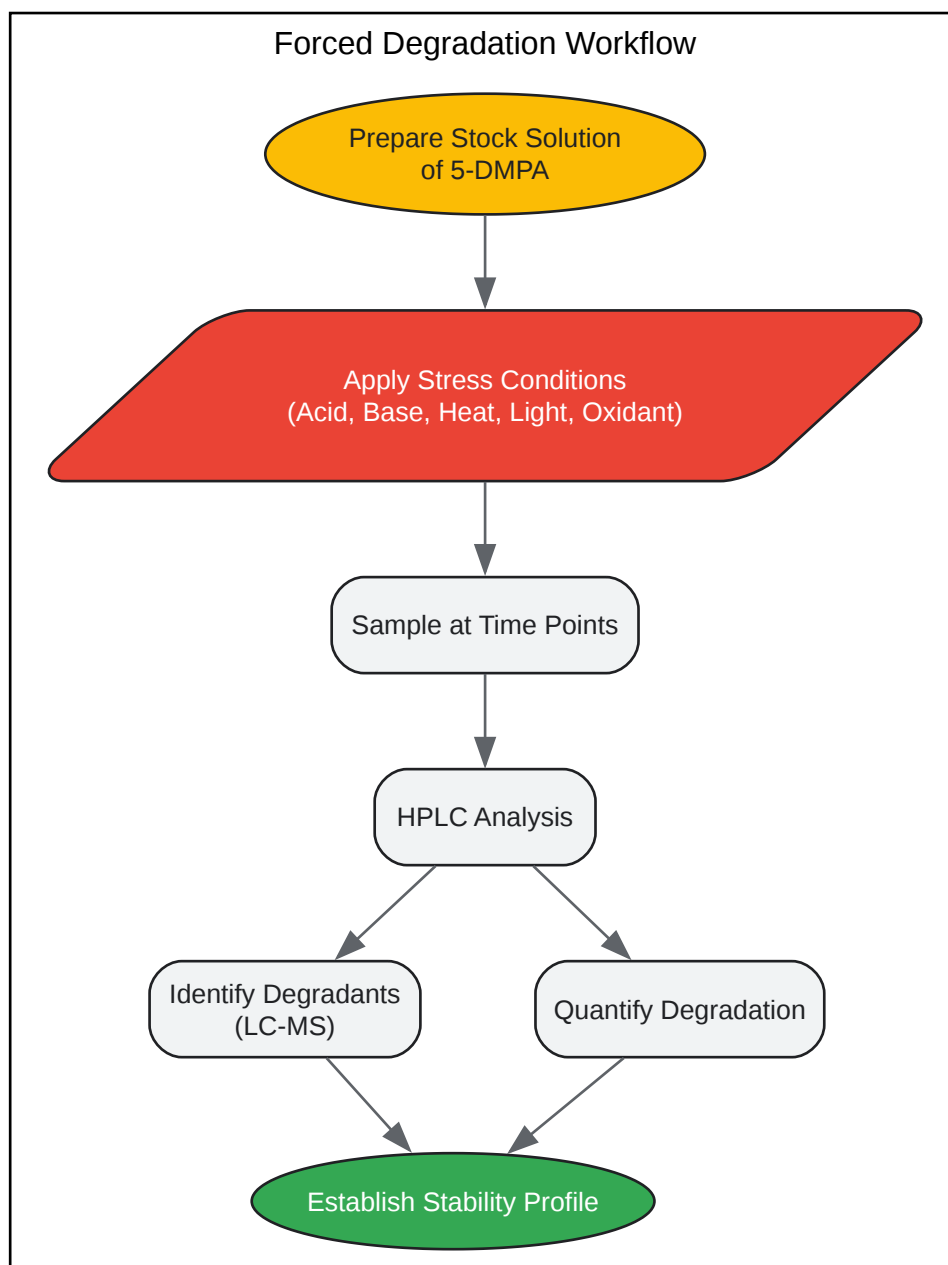 Forced Degradation Workflow
Prepare Stock Solution
of 5-DMPA
Apply Stress Conditions
(Acid, Base, Heat, Light, Oxidant)
Sample at Time Points
HPLC Analysis
Identify Degradants
(LC-MS)
Quantify Degradation
Establish Stability Profile